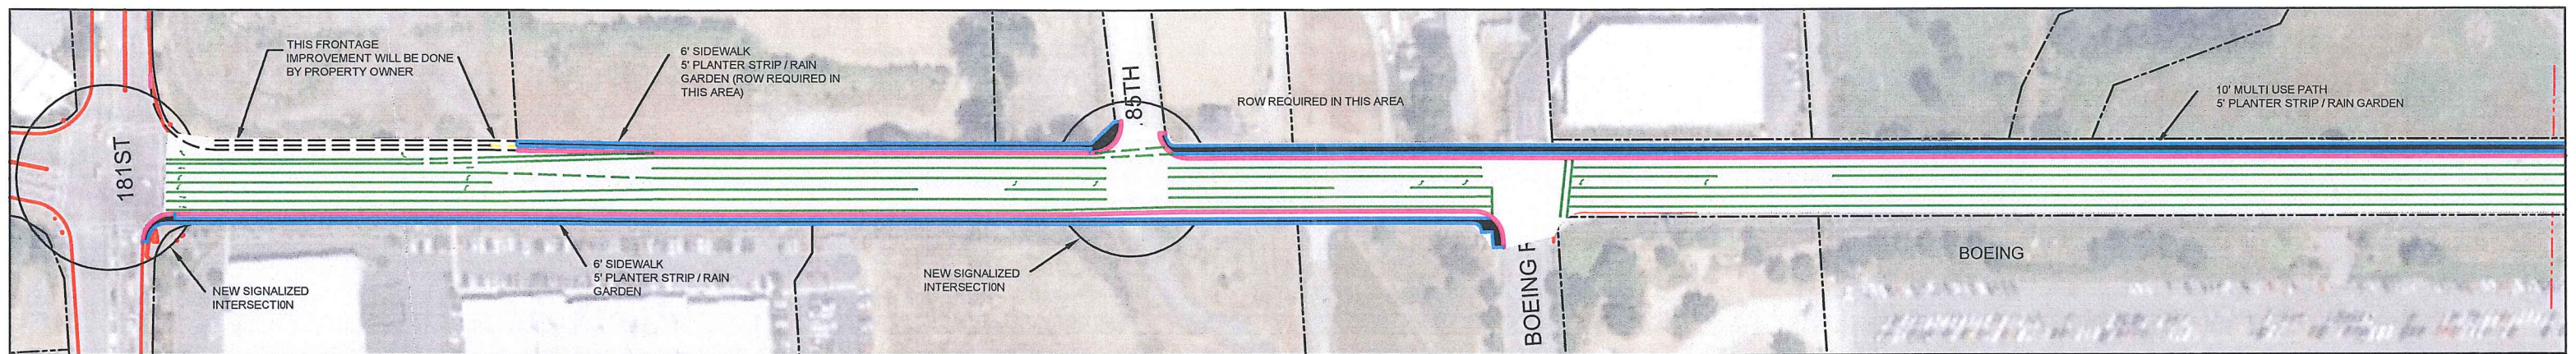 THIS FRONTAGE
IMPROVEMENT WILL BE DONE
BY PROPERTY OWNER
6' SIDEWALK
5' PLANTER STRIP / RAIN
GARDEN (ROW REQUIRED IN
THIS AREA)
.85TH
ROW REQUIRED IN THIS AREA
10' MULTI USE PATH
5' PLANTER STRIP / RAIN GARDEN
181ST
NEW SIGNALIZED
INTERSECTION
6' SIDEWALK
5' PLANTER STRIP / RAIN
GARDEN
NEW SIGNALIZED
INTERSECTION
BOEING
BOEING